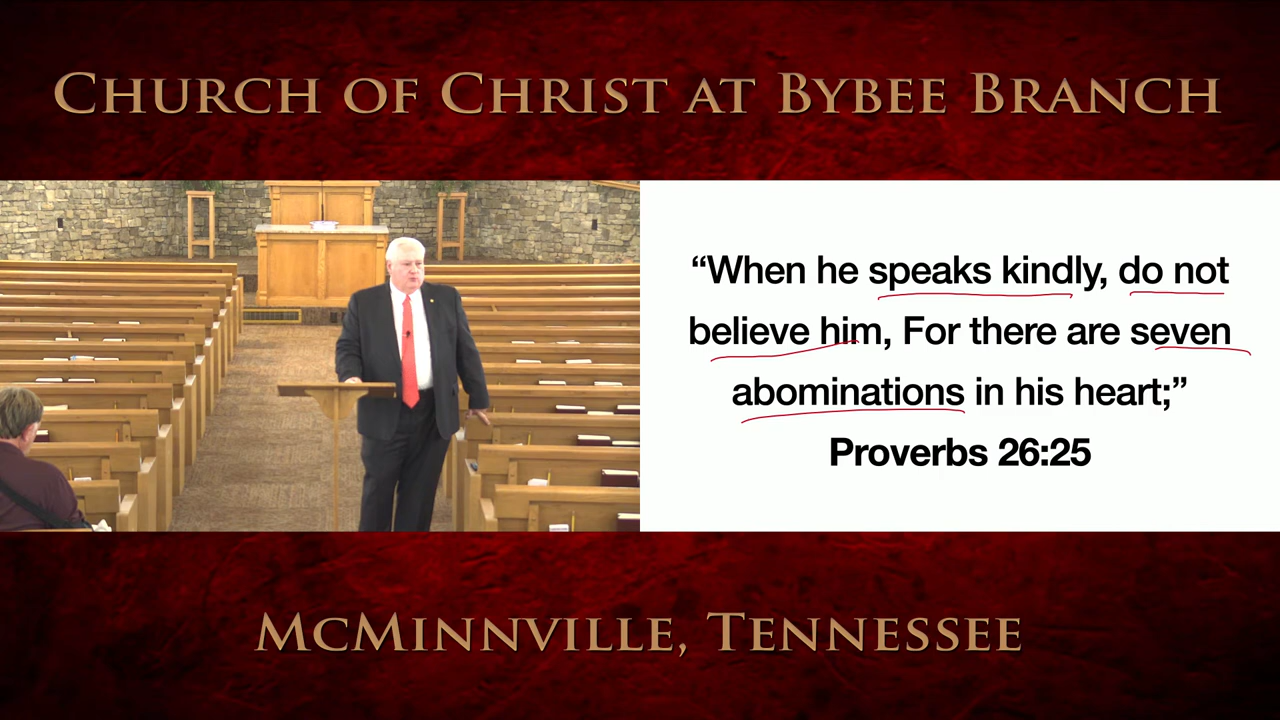 CHURCH OF CHRIST AT BYBEE BRANCH
“When he speaks kindly, do not
believe him, For there are seven
abominations in his heart;”
Proverbs 26:25
MCMINNVILLE, TENNESSEE